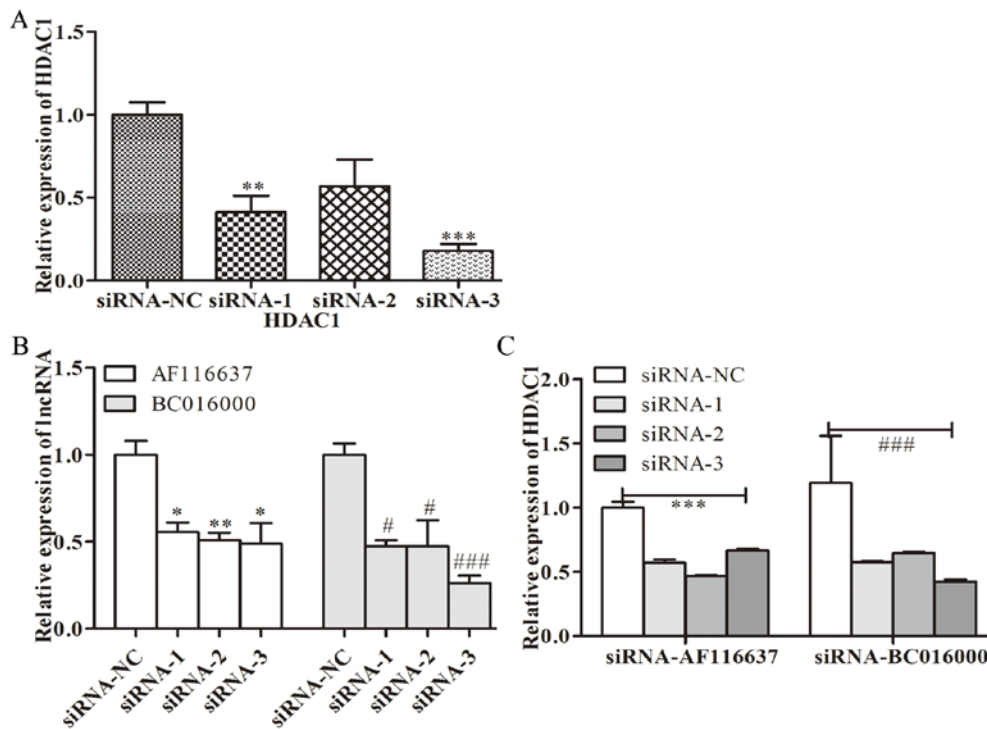 A
Relative expression of HDAC1
1.5
1.0
0.5
0.0
**
***
siRNA-NC siRNA-1 siRNA-2 siRNA-3
HDAC1
B
Relative expression of lncRNA
1.5
1.0
0.5
0.0
AF116637
BC016000
* ** * # # ###
siRNA-NC siRNA-1 siRNA-2 siRNA-3 siRNA-NC siRNA-1 siRNA-2 siRNA-3
C
Relative expression of HDAC1
2.0
1.5
1.0
0.5
0.0
siRNA-NC
siRNA-1
siRNA-2
siRNA-3
*** ###
siRNA-AF116637 siRNA-BC016000